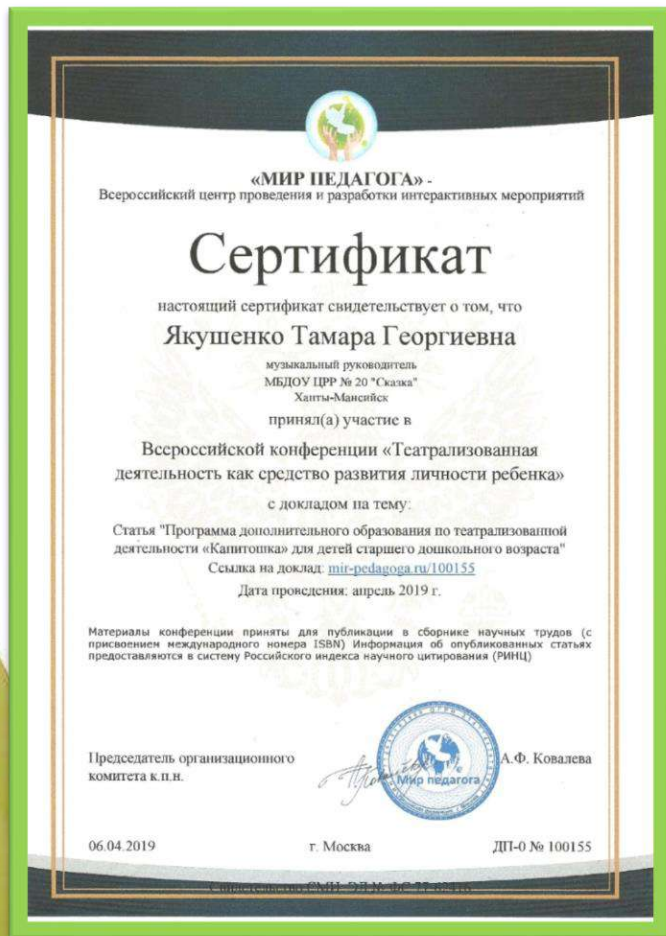 «МИР ПЕДАГОГА» -
Всероссийский центр проведения и разработки интерактивных мероприятий
Сертификат
настоящий сертификат свидетельствует о том, что
Якушенко Тамара Георгиевна
музыкальный руководитель
МБДОУ ЦРР № 20 "Сказка"
Ханты-Мансийск
принял(а) участие в
Всероссийской конференции «Театрализованная
деятельность как средство развития личности ребенка»
с докладом на тему:
Статья "Программа дополнительного образования по театрализованной
деятельности «Капитошка» для детей старшего дошкольного возраста"
Ссылка на доклад: mir-pedagoga.ru/100155
Дата проведения: апрель 2019 г.
Материалы конференции приняты для публикации в сборнике научных трудов (с
присвоением международного номера ISBN) Информация об опубликованных статьях
предоставляются в систему Российского индекса научного цитирования (РИНЦ)
Председатель организационного
комитета к.п.н.
Мир педагога
А.Ф. Ковалева
06.04.2019 г. Москва ДП-0 № 100155
Свидетельство СМИ